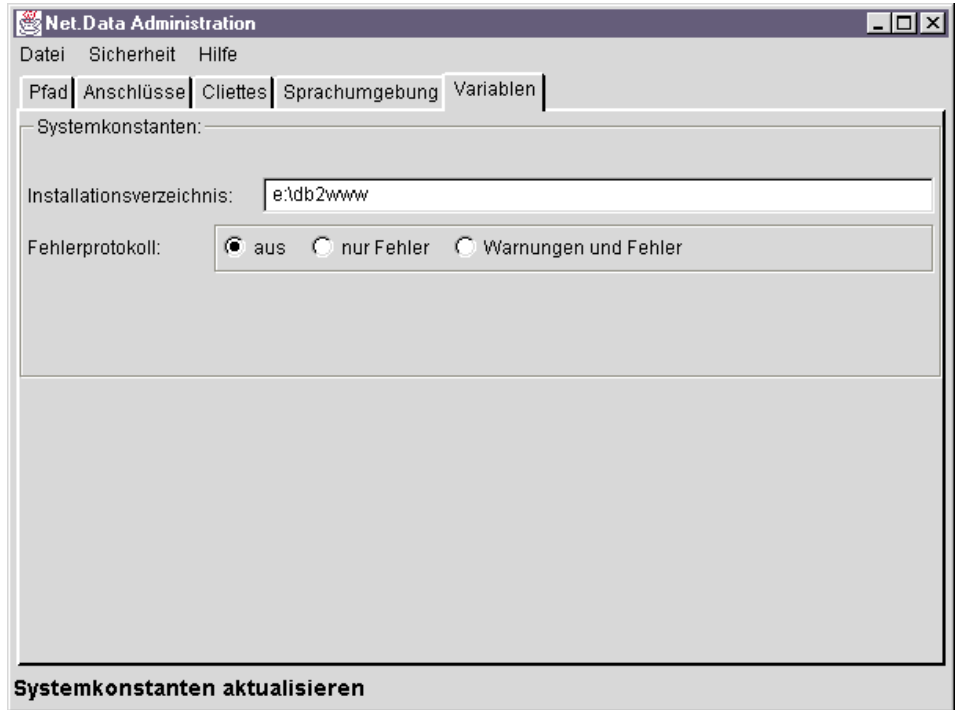 Net.Data Administration
Datei Sicherheit Hilfe
Pfad Anschlüsse Cliettes Sprachumgebung Variablen
Systemkonstanten:
Installationsverzeichnis: e:\db2www
Fehlerprotokoll: aus nur Fehler Warnungen und Fehler
Systemkonstanten aktualisieren